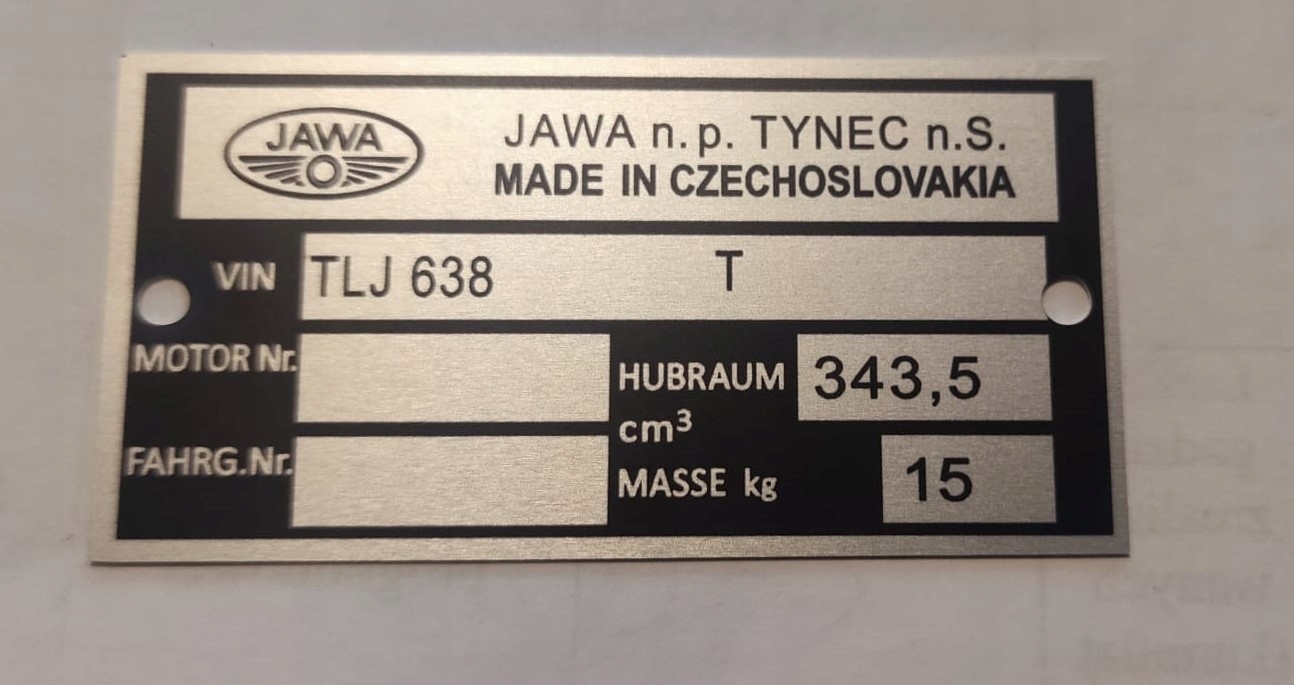 JAWA
JAWA n.p. TYNEC n.S.
MADE IN CZECHOSLOVAKIA
VIN TLJ 638 T
MOTOR Nr.
HUBRAUM 343,5
cm³
FAHRG.Nr.
MASSE kg 15